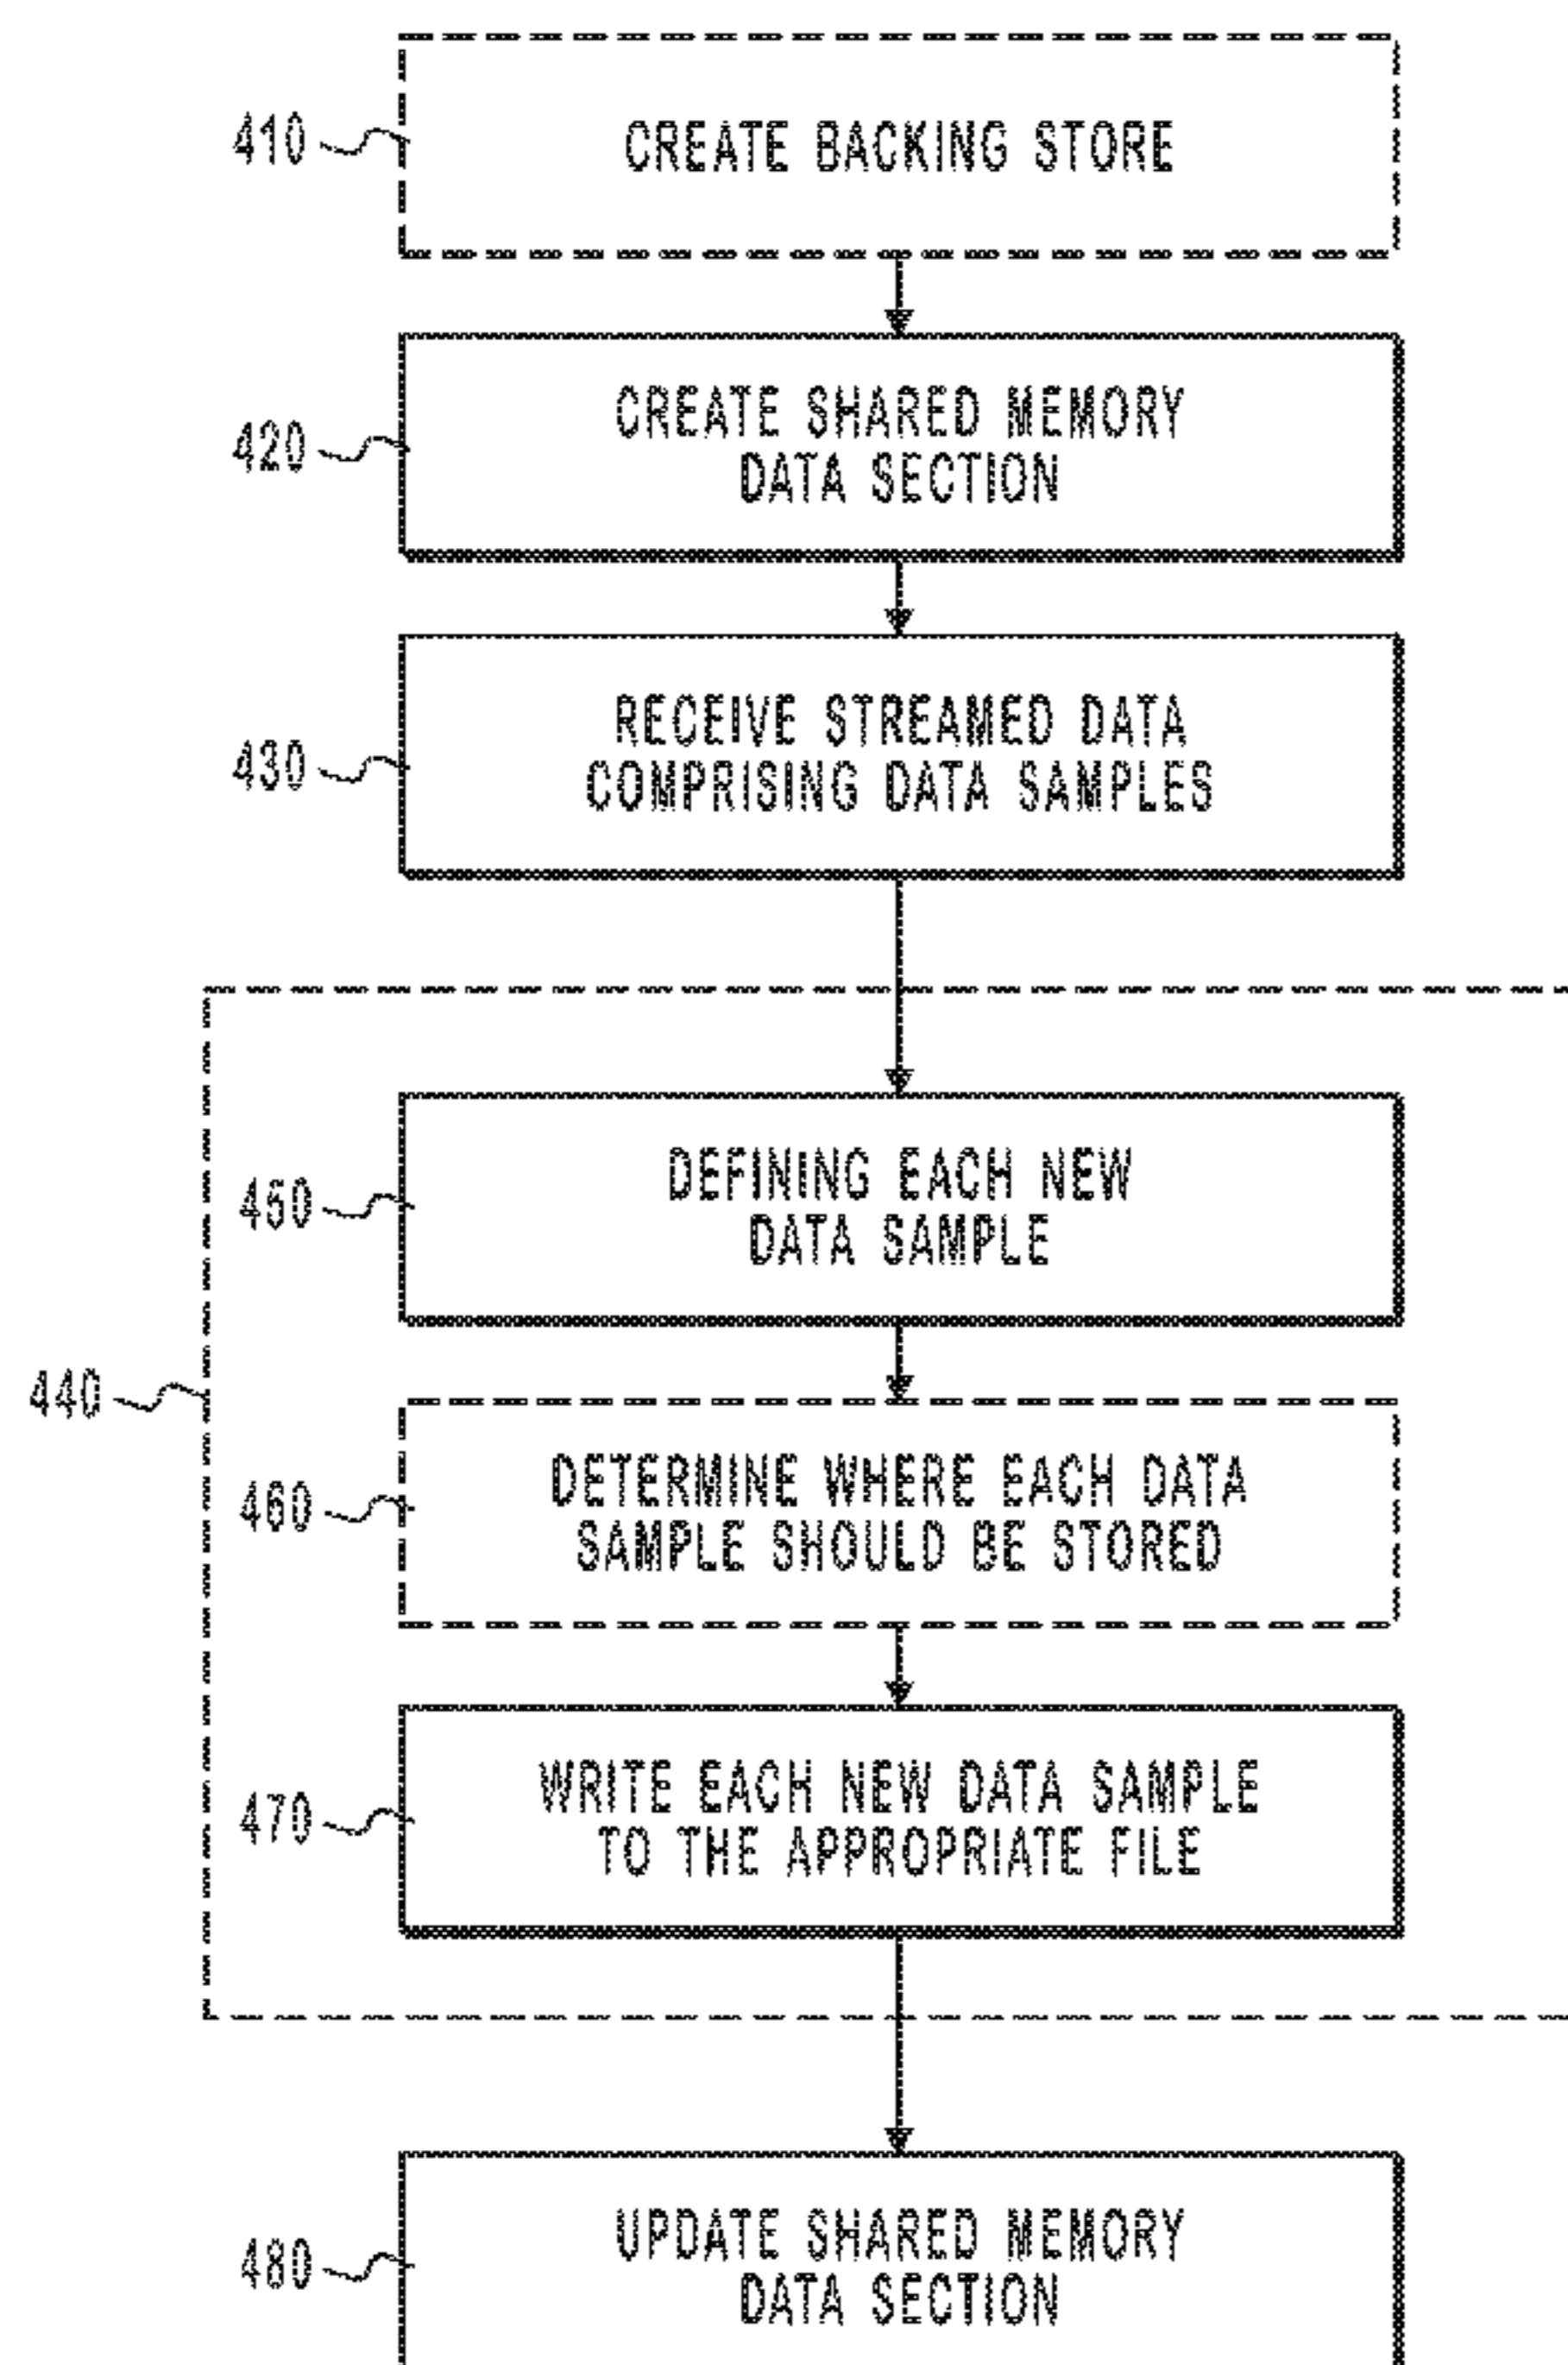 410
CREATE BACKING STORE
420
CREATE SHARED MEMORY
DATA SECTION
430
RECEIVE STREAMED DATA
COMPRISING DATA SAMPLES
440
450
DEFINING EACH NEW
DATA SAMPLE
460
DETERMINE WHERE EACH DATA
SAMPLE SHOULD BE STORED
470
WRITE EACH NEW DATA SAMPLE
TO THE APPROPRIATE FILE
480
UPDATE SHARED MEMORY
DATA SECTION